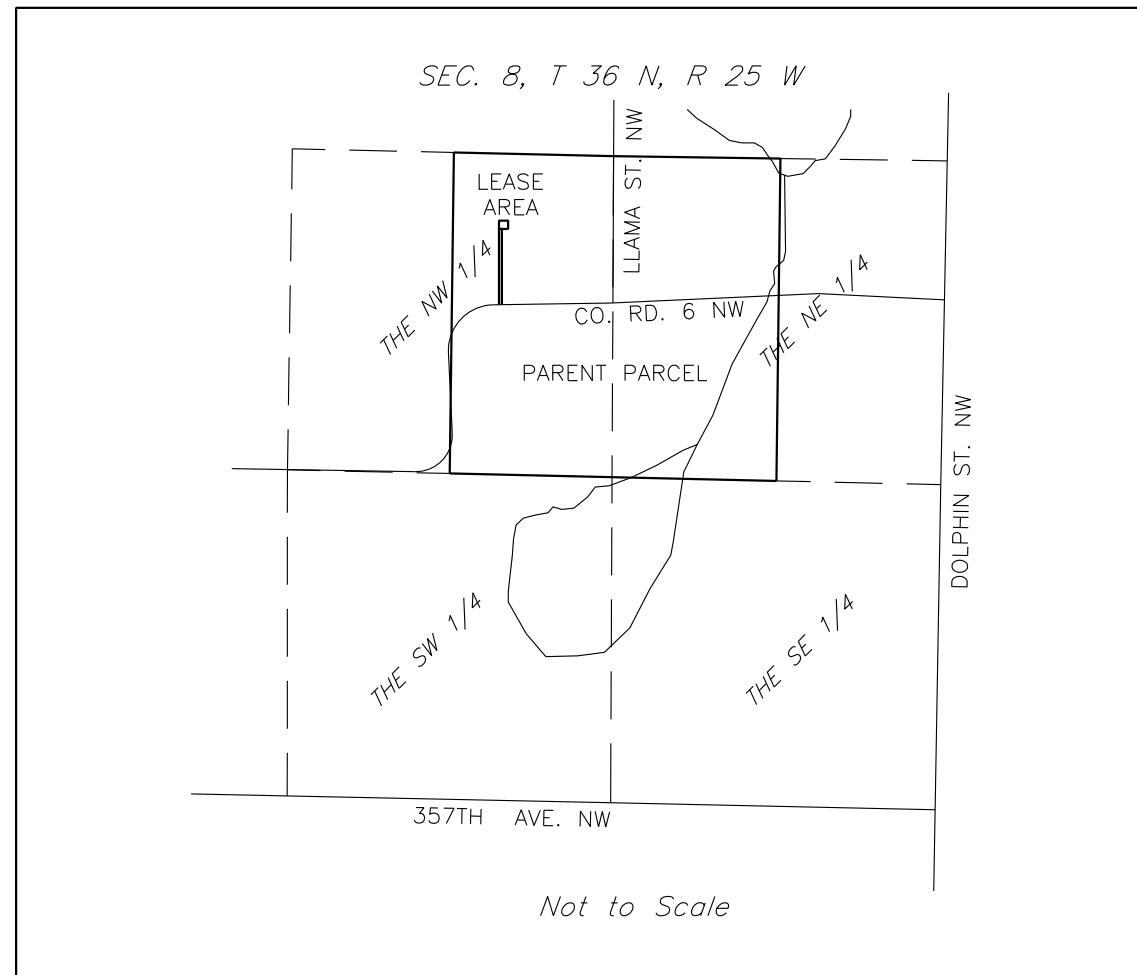 SEC. 8, T 36 N, R 25 W
LLAMA ST. NW
LEASE
AREA
THE NW 1/4
THE NE 1/4
CO. RD. 6 NW
PARENT PARCEL
DOLPHIN ST. NW
THE SW 1/4
THE SE 1/4
357TH AVE. NW
Not to Scale